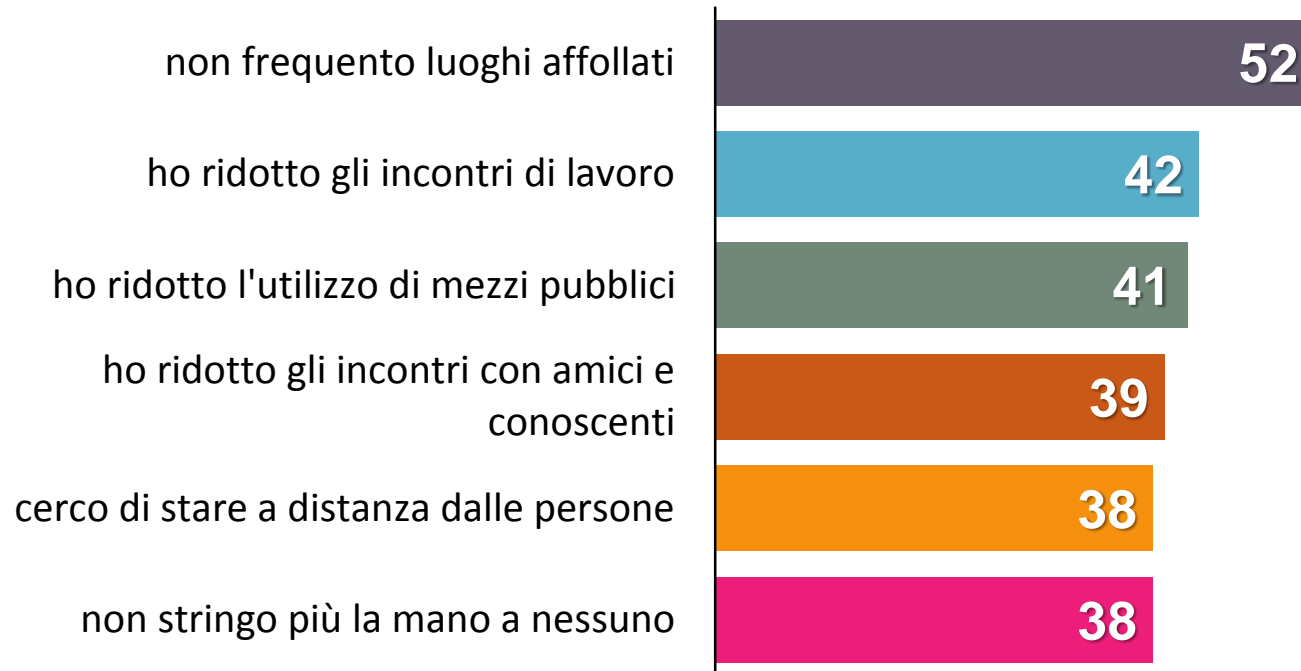 non frequento luoghi affollati 52
ho ridotto gli incontri di lavoro 42
ho ridotto l'utilizzo di mezzi pubblici 41
ho ridotto gli incontri con amici e
conoscenti 39
cerco di stare a distanza dalle persone 38
non stringo più la mano a nessuno 38